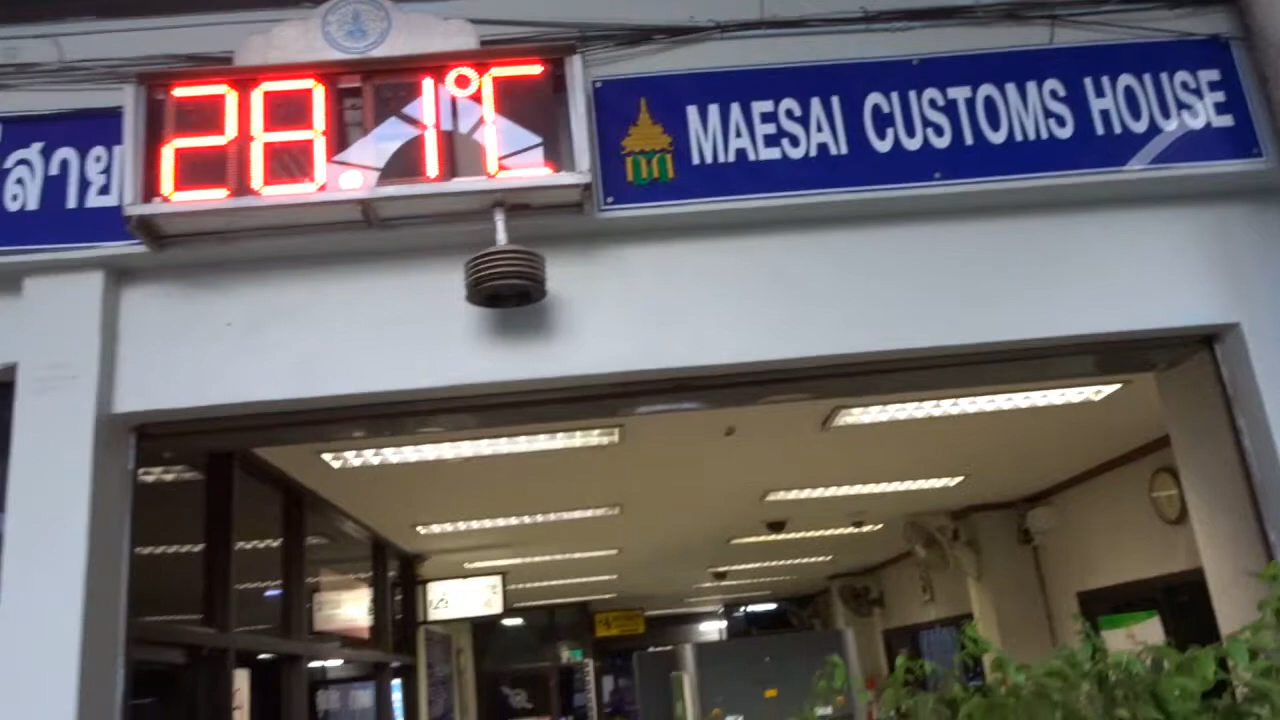 สาย
28.1°C
MAESAI CUSTOMS HOUSE